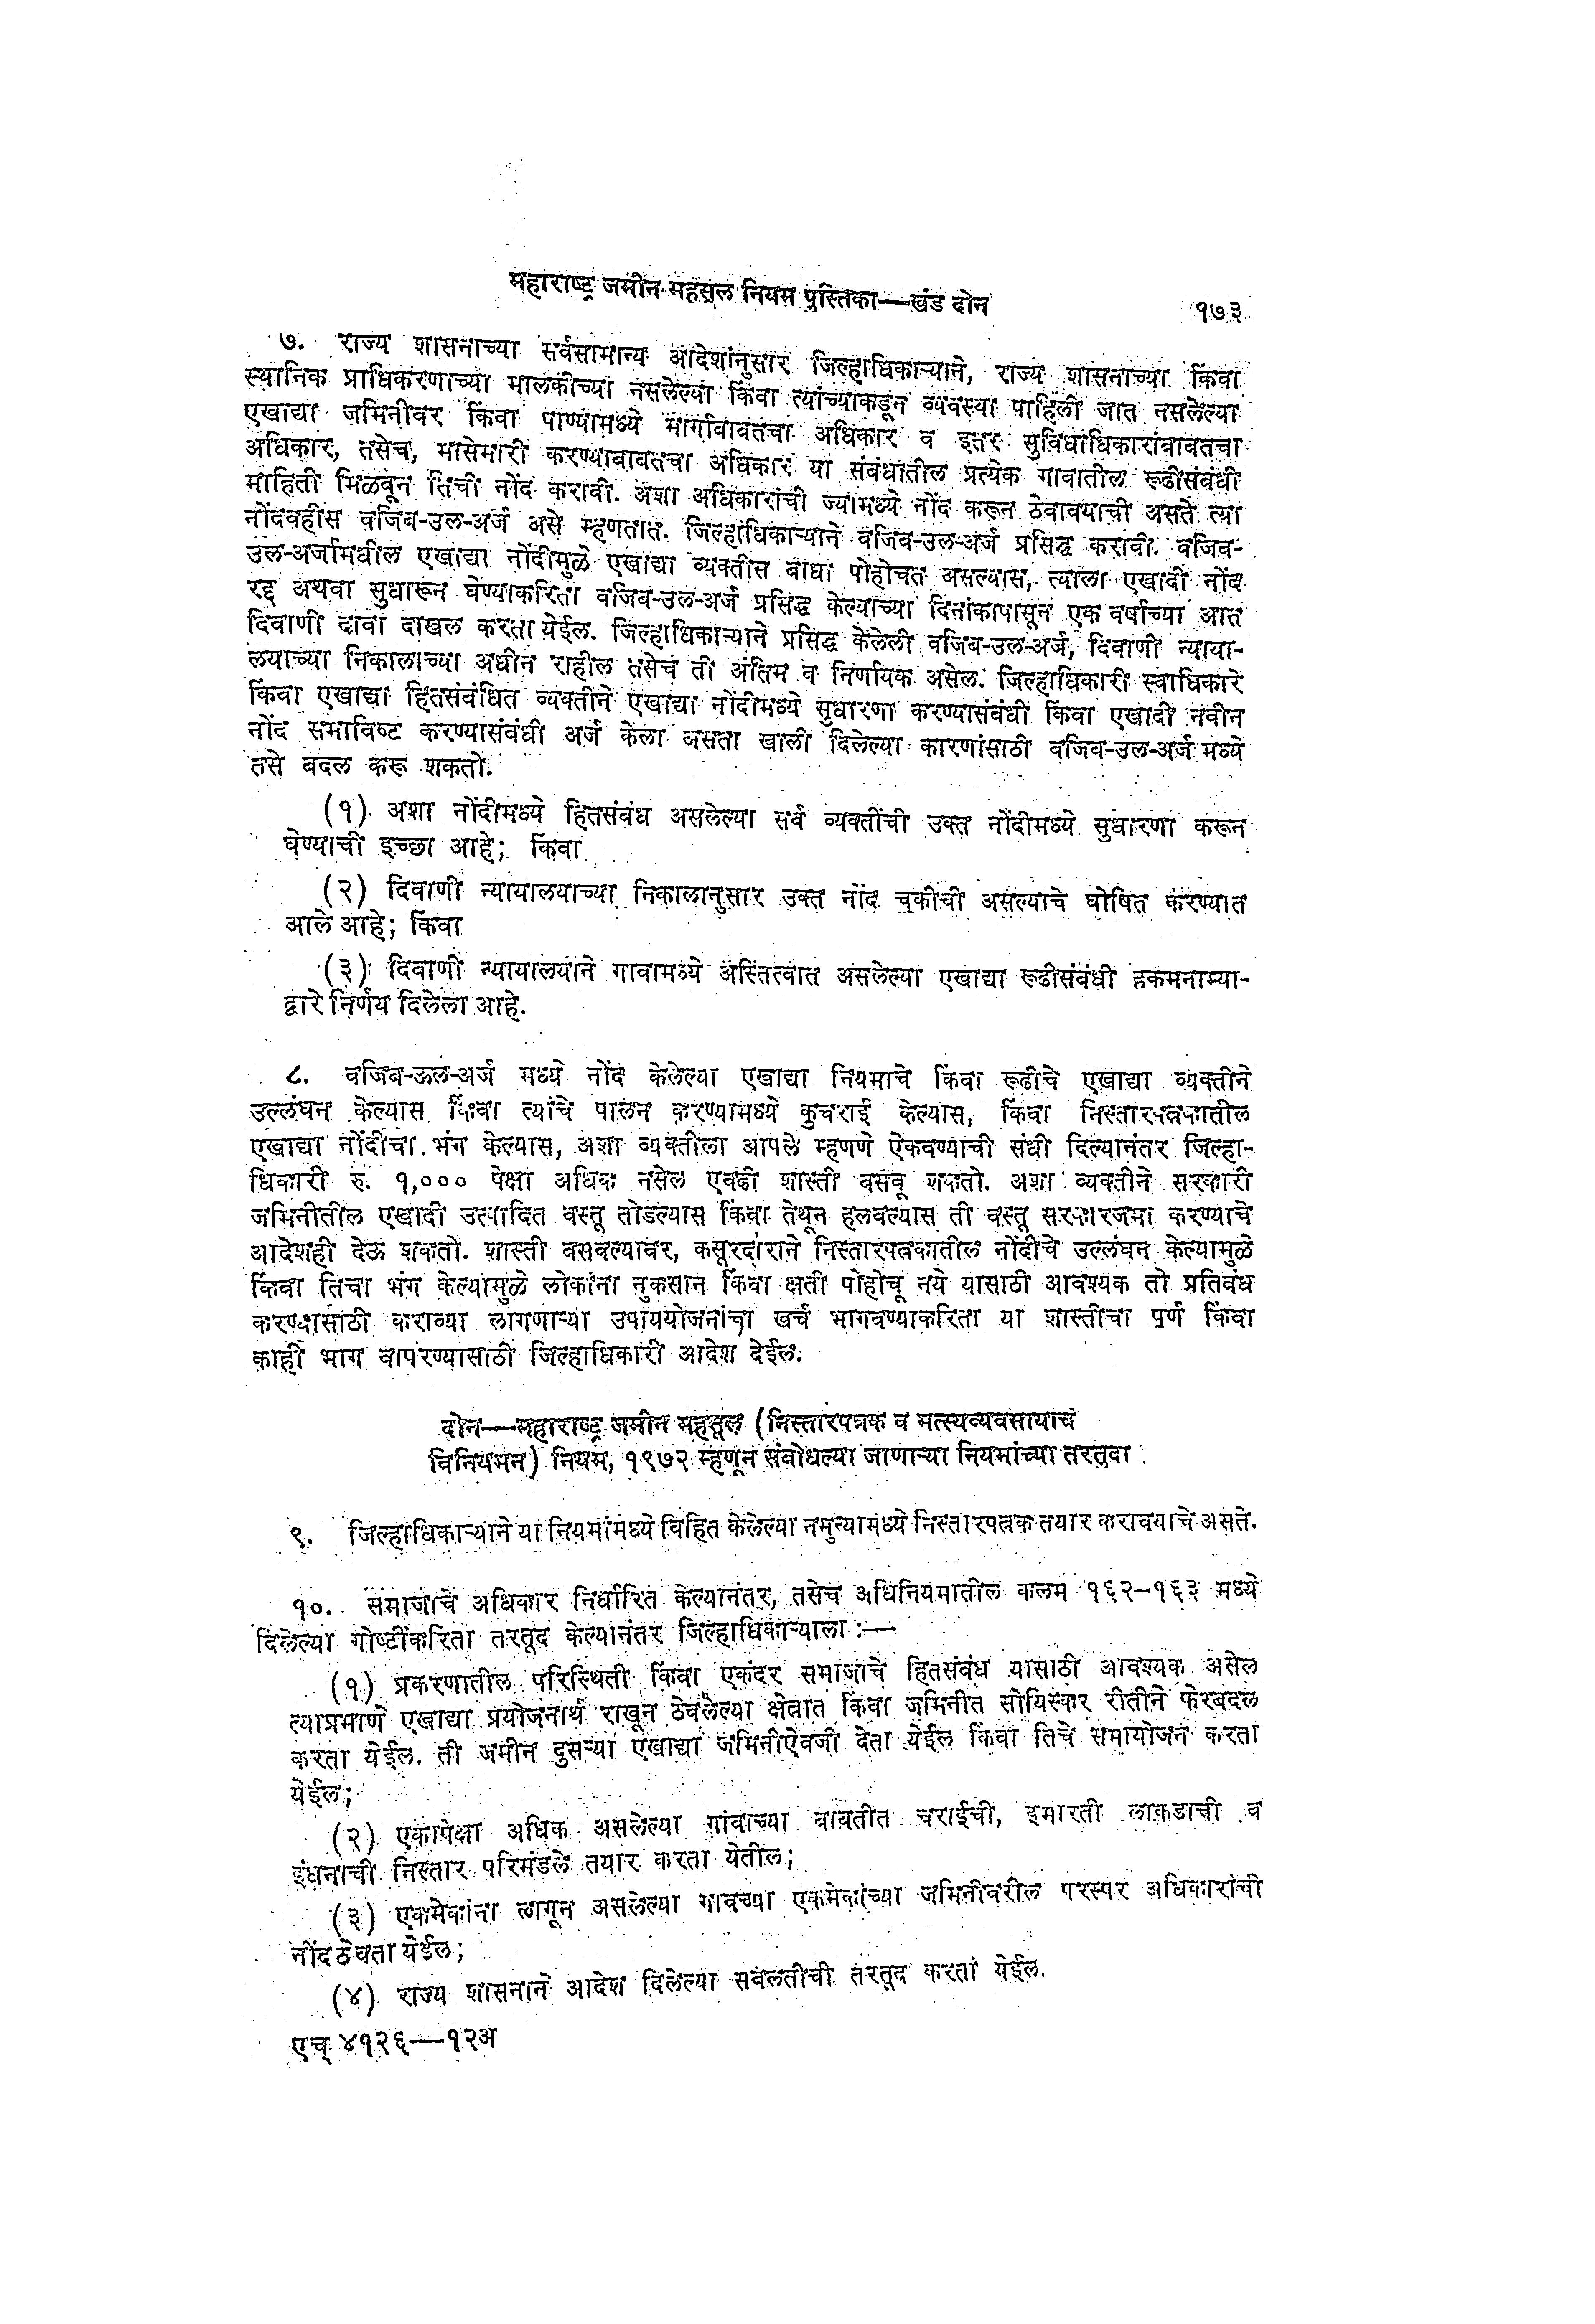 महाराष्ट्र जमीन महसूल नियम पुस्तिका—खंड दोन १७३
७. राज्य शासनाच्या सर्वसामान्य आदेशांनुसार जिल्हाधिकाऱ्याने, राज्य शासनाच्या किंवा
स्थानिक प्राधिकरणाच्या मालकीच्या नसलेल्या किंवा त्यांच्याकडून व्यवस्था पाहिली जात नसलेल्या
एखाद्या जमिनीवर किंवा पाण्यामध्ये मार्गाबाबतचा अधिकार व इतर सुविधाधिकारांबाबतचा
अधिकार, तसेच, मासेमारी करण्याबाबतचा अधिकार या संबंधातील प्रत्येक गावातील रूढीसंबंधी
माहिती मिळवून तिची नोंद करावी. अशा अधिकारांची ज्यामध्ये नोंद करून ठेवावयाची असते त्या
नोंदवहीस वजिब-उल-अर्ज असे म्हणतात. जिल्हाधिकाऱ्याने वजिब-उल-अर्ज प्रसिद्ध करावी. वजिब-
उल-अर्जामधील एखाद्या नोंदीमुळे एखाद्या व्यक्तीस बाधा पोहोचत असल्यास, त्याला एखादी नोंद
रद्द अथवा सुधारून घेण्याकरिता वजिब-उल-अर्ज प्रसिद्ध केल्याच्या दिनांकापासून एक वर्षाच्या आत
दिवाणी दावा दाखल करता येईल. जिल्हाधिकाऱ्याने प्रसिद्ध केलेली वजिब-उल-अर्ज, दिवाणी न्याया-
लयाच्या निकालाच्या अधीन राहील तसेच ती अंतिम व निर्णायक असेल. जिल्हाधिकारी स्वाधिकारे
किंवा एखाद्या हितसंबंधित व्यक्तीने एखाद्या नोंदीमध्ये सुधारणा करण्यासंबंधी किंवा एखादी नवीन
नोंद समाविष्ट करण्यासंबंधी अर्ज केला असता खाली दिलेल्या कारणांसाठी वजिब-उल-अर्ज मध्ये
तसे बदल करू शकतो.
(१) अशा नोंदीमध्ये हितसंबंध असलेल्या सर्व व्यक्तींची उक्त नोंदीमध्ये सुधारणा करून
घेण्याची इच्छा आहे; किंवा
(२) दिवाणी न्यायालयाच्या निकालानुसार उक्त नोंद चुकीची असल्याचे घोषित करण्यात
आले आहे; किंवा
(३) दिवाणी न्यायालयाने गावामध्ये अस्तित्वात असलेल्या एखाद्या रूढीसंबंधी हकमनाम्या-
द्वारे निर्णय दिलेला आहे.
८. वजिब-ऊल-अर्ज मध्ये नोंद केलेल्या एखाद्या नियमाचे किंवा रूढीचे एखाद्या व्यक्तीने
उल्लंघन केल्यास किंवा त्यांचे पालन करण्यामध्ये कुचराई केल्यास, किंवा निस्तारपत्रकातील
एखाद्या नोंदीचा भंग केल्यास, अशा व्यक्तीला आपले म्हणणे ऐकवण्याची संधी दिल्यानंतर जिल्हा-
धिकारी रु. १,००० पेक्षा अधिक नसेल एवढी शास्ती बसवू शकतो. अशा व्यक्तीने सरकारी
जमिनीतील एखादी उत्पादित वस्तू तोडल्यास किंवा तेथून हलवल्यास ती वस्तू सरकारजमा करण्याचे
आदेशही देऊ शकतो. शास्ती बसवल्यावर, कसूरदाराने निस्तारपत्रकातील नोंदीचे उल्लंघन केल्यामुळे
किंवा तिचा भंग केल्यामुळे लोकांना नुकसान किंवा क्षती पोहोचू नये यासाठी आवश्यक तो प्रतिबंध
करण्यासाठी कराव्या लागणाऱ्या उपाययोजनांचा खर्च भागवण्याकरिता या शास्तीचा पूर्ण किंवा
काही भाग वापरण्यासाठी जिल्हाधिकारी आदेश देईल.
दोन—महाराष्ट्र जमीन महसूल (निस्तारपत्रक व मत्स्यव्यवसायाचे
विनियमन) नियम, १९७२ म्हणून संबोधल्या जाणाऱ्या नियमांच्या तरतुदी
९. जिल्हाधिकाऱ्याने या नियमांमध्ये विहित केलेल्या नमुन्यामध्ये निस्तारपत्रक तयार करावयाचे असते.
१०. समाजाचे अधिकार निर्धारित केल्यानंतर, तसेच अधिनियमातील कलम १६२–१६३ मध्ये
दिलेल्या गोष्टींकरिता तरतूद केल्यानंतर जिल्हाधिकाऱ्याला :—
(१) प्रकरणातील परिस्थिती किंवा एकंदर समाजाचे हितसंबंध यासाठी आवश्यक असेल
त्याप्रमाणे एखाद्या प्रयोजनार्थ राखून ठेवलेल्या क्षेत्रात किंवा जमिनीत सोयिस्कर रीतीने फेरबदल
करता येईल. ती जमीन दुसऱ्या एखाद्या जमिनीऐवजी देता येईल किंवा तिचे समायोजन करता
येईल;
(२) एकापेक्षा अधिक असलेल्या गांवाच्या बाबतीत चराईची, इमारती लाकडाची व
इंधनाची निस्तार परिमंडले तयार करता येतील;
(३) एकमेकांना लागून असलेल्या गावच्या एकमेकांच्या जमिनीवरील परस्पर अधिकारांची
नोंद ठेवता येईल;
(४) राज्य शासनाने आदेश दिलेल्या सवलतीची तरतूद करतां येईल.
एच् ४१२६—१२अ